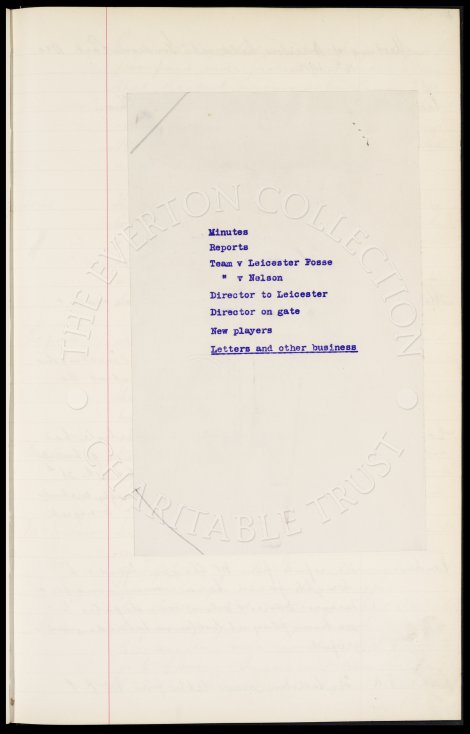 Minutes
Reports
Team v Leicester Fosse
" v Nelson
Director to Leicester
Director on gate
New players
Letters and other business
THE EVERTON COLLECTION
CHARITABLE TRUST